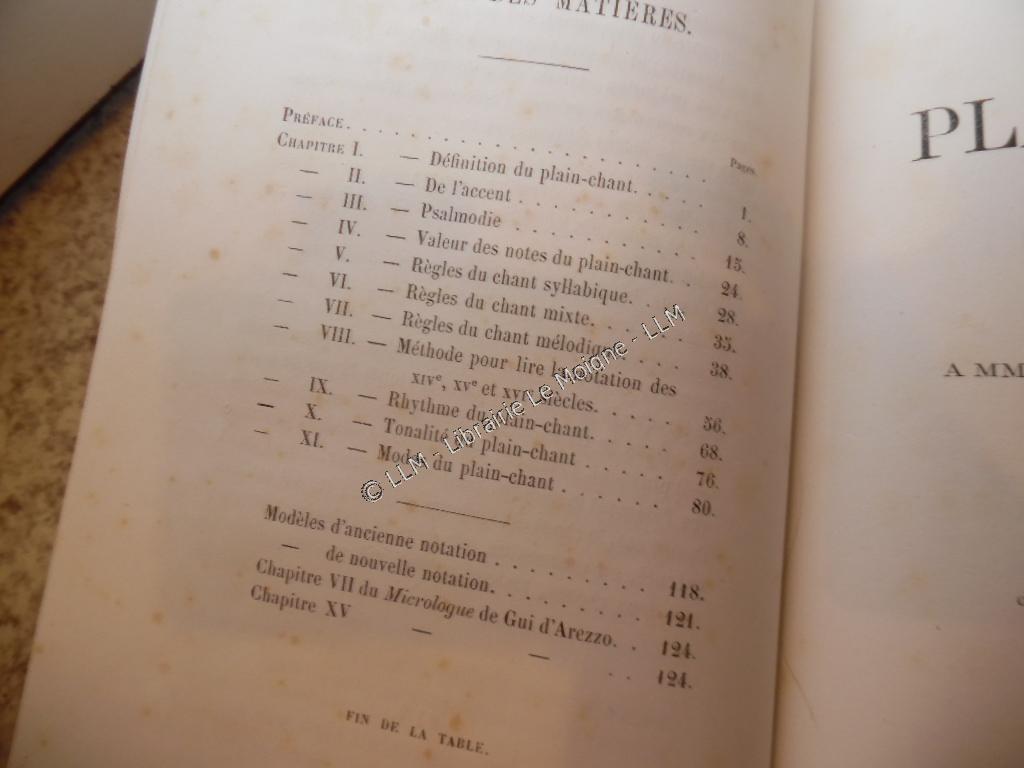 DES MATIÈRES.
Pages.
PRÉFACE. . . . . . . . . . . . . . . . . .
CHAPITRE I. — Définition du plain-chant. . . . . 1.
— II. — De l'accent . . . . . . . . . . 8.
— III. — Psalmodie . . . . . . . . . . 15.
— IV. — Valeur des notes du plain-chant. . . 24.
— V. — Règles du chant syllabique. . . . . 28.
— VI. — Règles du chant mixte. . . . . . 35.
— VII. — Règles du chant mélodique. . . . . 38.
— VIII. — Méthode pour lire la notation des
XIVe, XVe et XVIe siècles. . . . . . 56.
— IX. — Rhythme du plain-chant. . . . . . 68.
— X. — Tonalité du plain-chant . . . . . 76.
— XI. — Modes du plain-chant . . . . . . 80.
Modèles d'ancienne notation . . . . . . . . . 118.
— de nouvelle notation. . . . . . . . . 121.
Chapitre VII du Micrologue de Gui d'Arezzo. . . 124.
Chapitre XV — — . . 124.
FIN DE LA TABLE.
© LLM - Librairie Le Moigne - LLM
PL
A MM